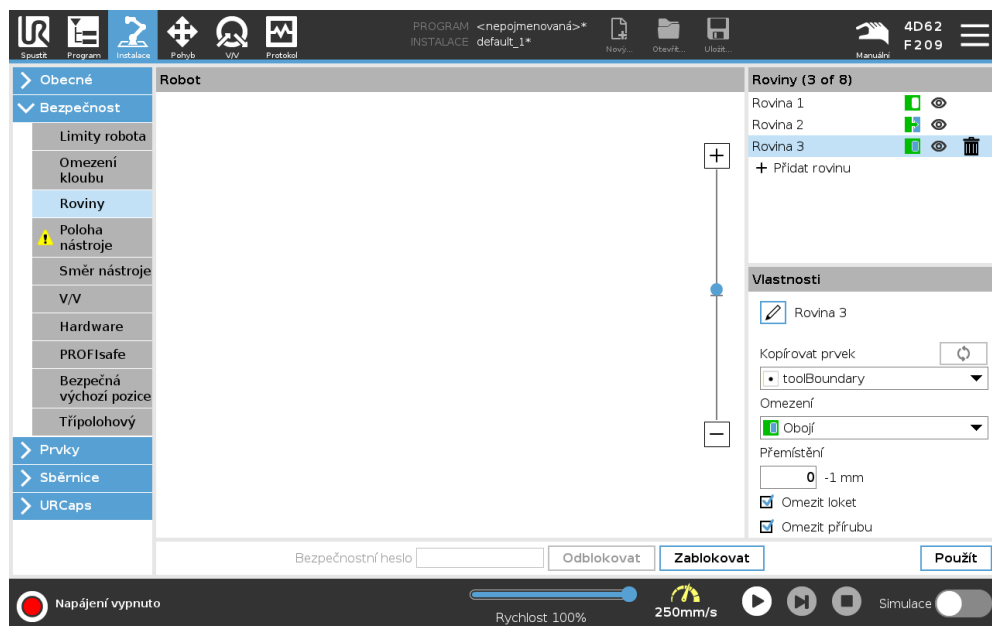 PROGRAM <nepojmenovaná>*
INSTALACE default_1*
Spustit
Program
Instalace
Pohyb
V/V
Protokol
Nový...
Otevřít...
Uložit...
Manuální
4D62
F209
Obecné
Bezpečnost
Limity robota
Omezení
kloubu
Roviny
Poloha
nástroje
Směr nástroje
V/V
Hardware
PROFIsafe
Bezpečná
výchozí pozice
Třípolohový
Prvky
Sběrnice
URCaps
Robot
Roviny (3 of 8)
Rovina 1
Rovina 2
Rovina 3
Přidat rovinu
Vlastnosti
Rovina 3
Kopírovat prvek
toolBoundary
Omezení
Obojí
Přemístění
0 -1 mm
Omezit loket
Omezit přírubu
Bezpečnostní heslo
Odblokovat
Zablokovat
Použít
Napájení vypnuto
Rychlost 100%
250mm/s
Simulace